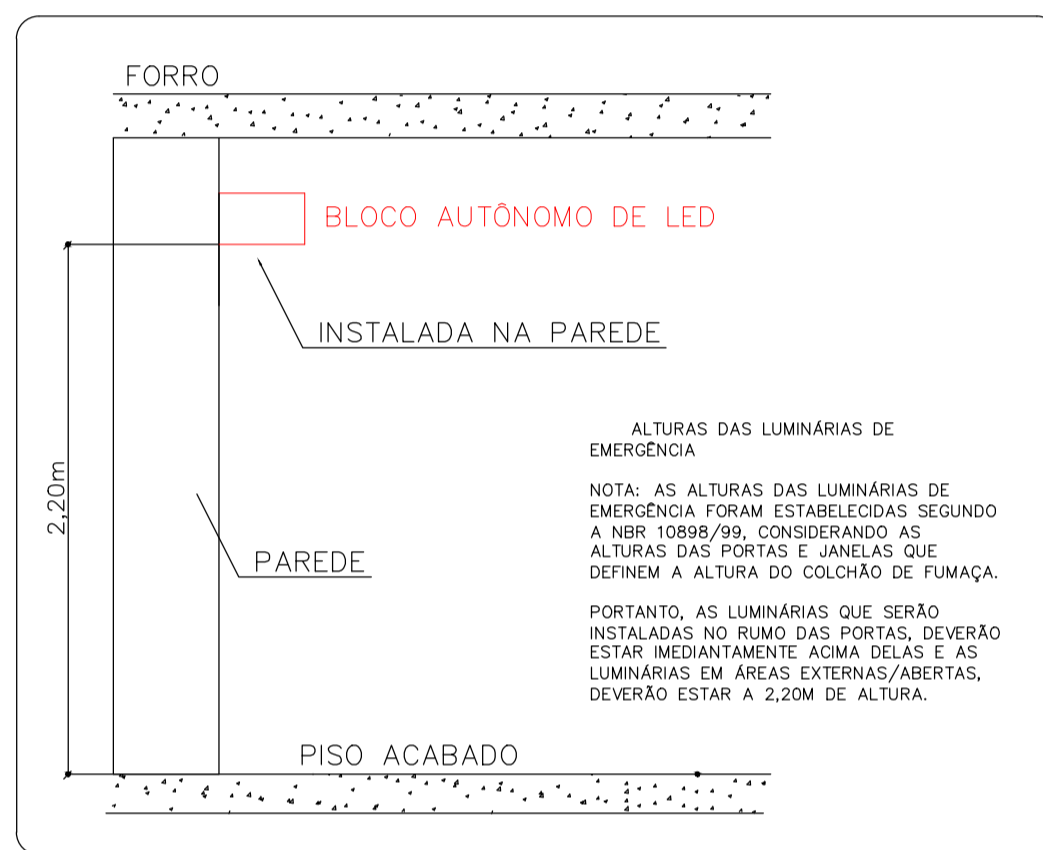 FORRO
BLOCO AUTÔNOMO DE LED
INSTALADA NA PAREDE
2,20m
PAREDE
ALTURAS DAS LUMINÁRIAS DE
EMERGÊNCIA
NOTA: AS ALTURAS DAS LUMINÁRIAS DE
EMERGÊNCIA FORAM ESTABELECIDAS SEGUNDO
A NBR 10898/99, CONSIDERANDO AS
ALTURAS DAS PORTAS E JANELAS QUE
DEFINEM A ALTURA DO COLCHÃO DE FUMAÇA.
PORTANTO, AS LUMINÁRIAS QUE SERÃO
INSTALADAS NO RUMO DAS PORTAS, DEVERÃO
ESTAR IMEDIANTAMENTE ACIMA DELAS E AS
LUMINÁRIAS EM ÁREAS EXTERNAS/ABERTAS,
DEVERÃO ESTAR A 2,20M DE ALTURA.
PISO ACABADO